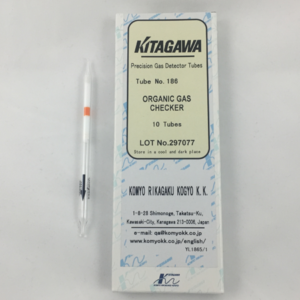 KITAGAWA
Precision Gas Detector Tubes
Tube No. 186
ORGANIC GAS
CHECKER
10 Tubes
LOT No.297077
Store in a cool and dark place
KOMYO RIKAGAKU KOGYO K.K.
1-8-28 Shimonoge, Takatsu-Ku,
Kawasaki-City, Kanagawa 213-0006, Japan
e-mail qa@komyokk.co.jp
www.komyokk.co.jp/english/